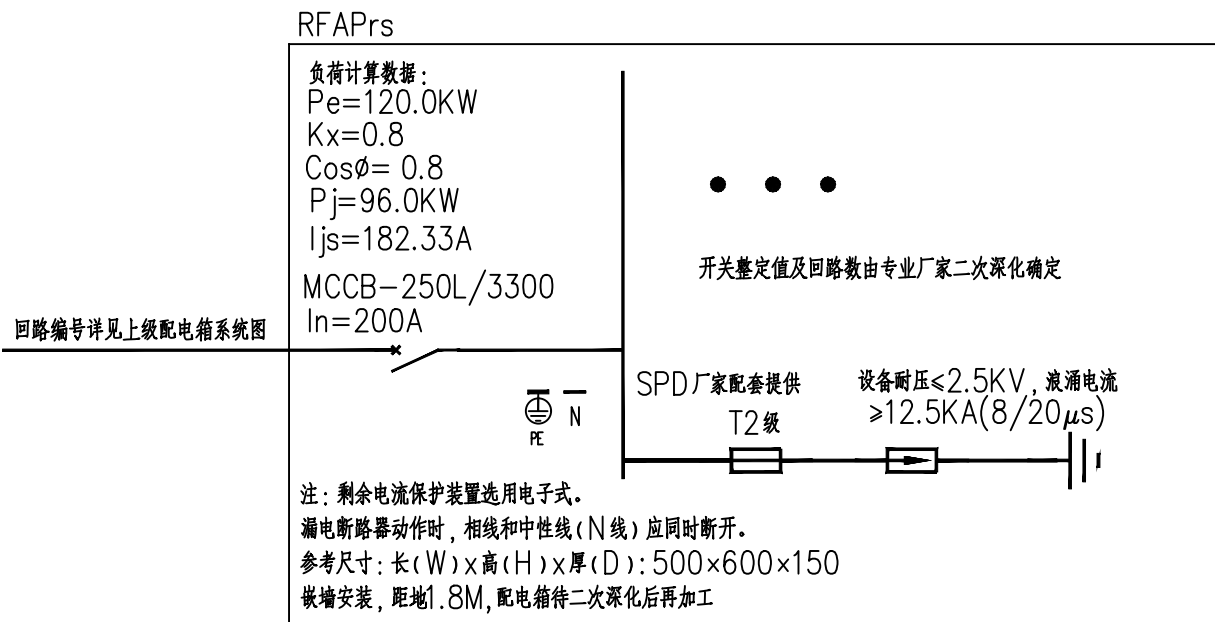 RFAPrs
负荷计算数据：
Pe=120.0KW
Kx=0.8
CosØ= 0.8
Pj=96.0KW
Ijs=182.33A
MCCB-250L/3300
In=200A
回路编号详见上级配电箱系统图
开关整定值及回路数由专业厂家二次深化确定
PE
N
SPD厂家配套提供
T2级
设备耐压≤2.5KV，浪涌电流
≥12.5KA(8/20μs)
注：剩余电流保护装置选用电子式。
漏电断路器动作时，相线和中性线(N线)应同时断开。
参考尺寸：长(W)x高(H)x厚(D)：500×600×150
嵌墙安装，距地1.8M，配电箱待二次深化后再加工